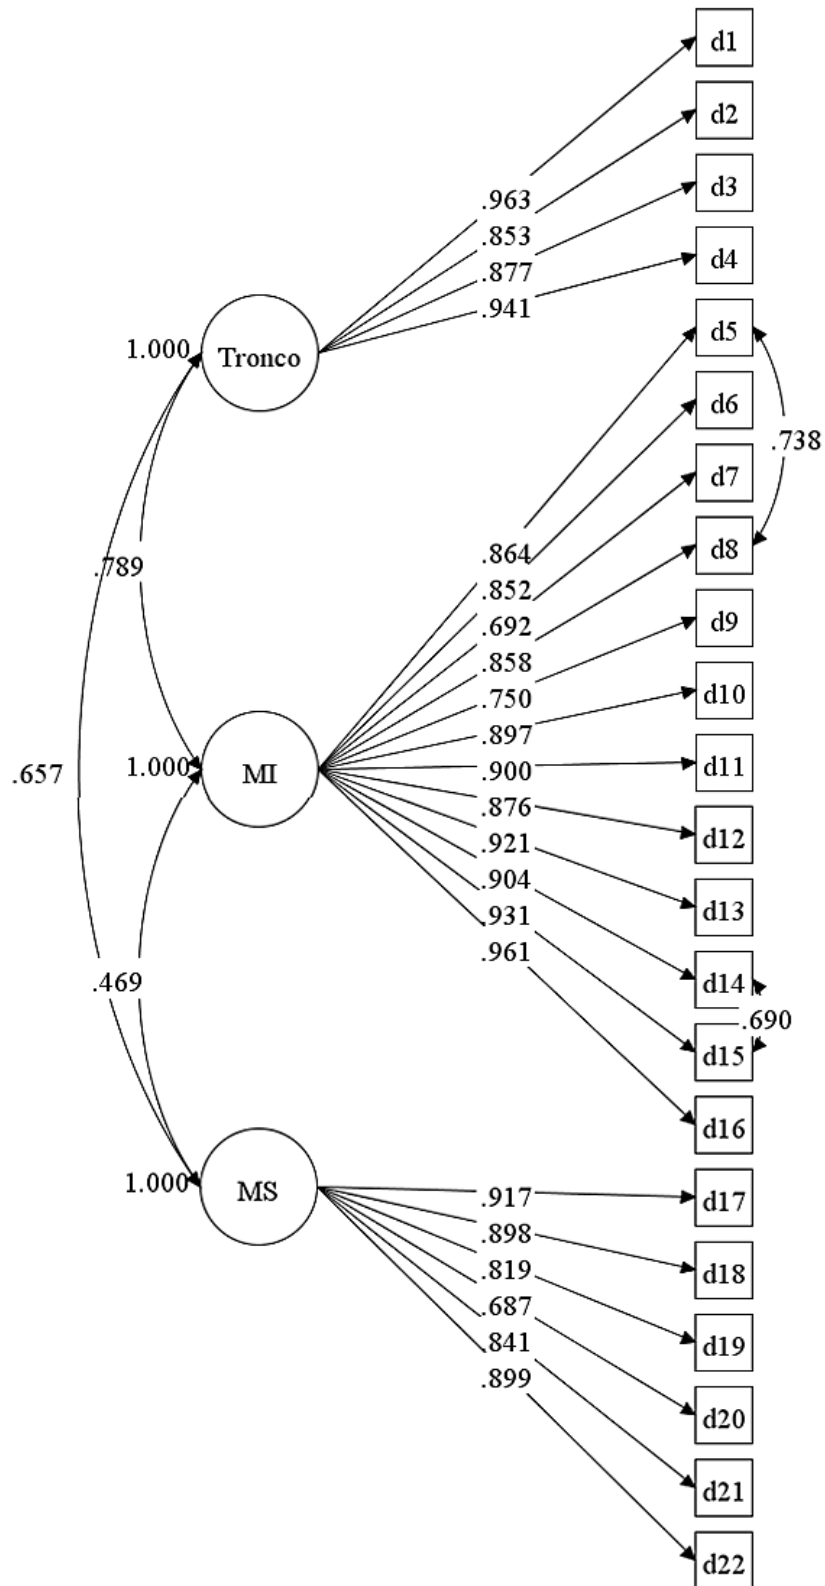 d1
d2
d3
.963
.853
d4
.877
.941
d5
1.000
Tronco
d6
.738
d7
.864
d8
.852
.789
.692
d9
.858
.750
d10
.897
.657
1.000
MI
.900
d11
.876
d12
.921
.904
d13
.931
.961
.469
d14
.690
d15
d16
1.000
MS
.917
d17
.898
.819
d18
.687
.841
d19
.899
d20
d21
d22